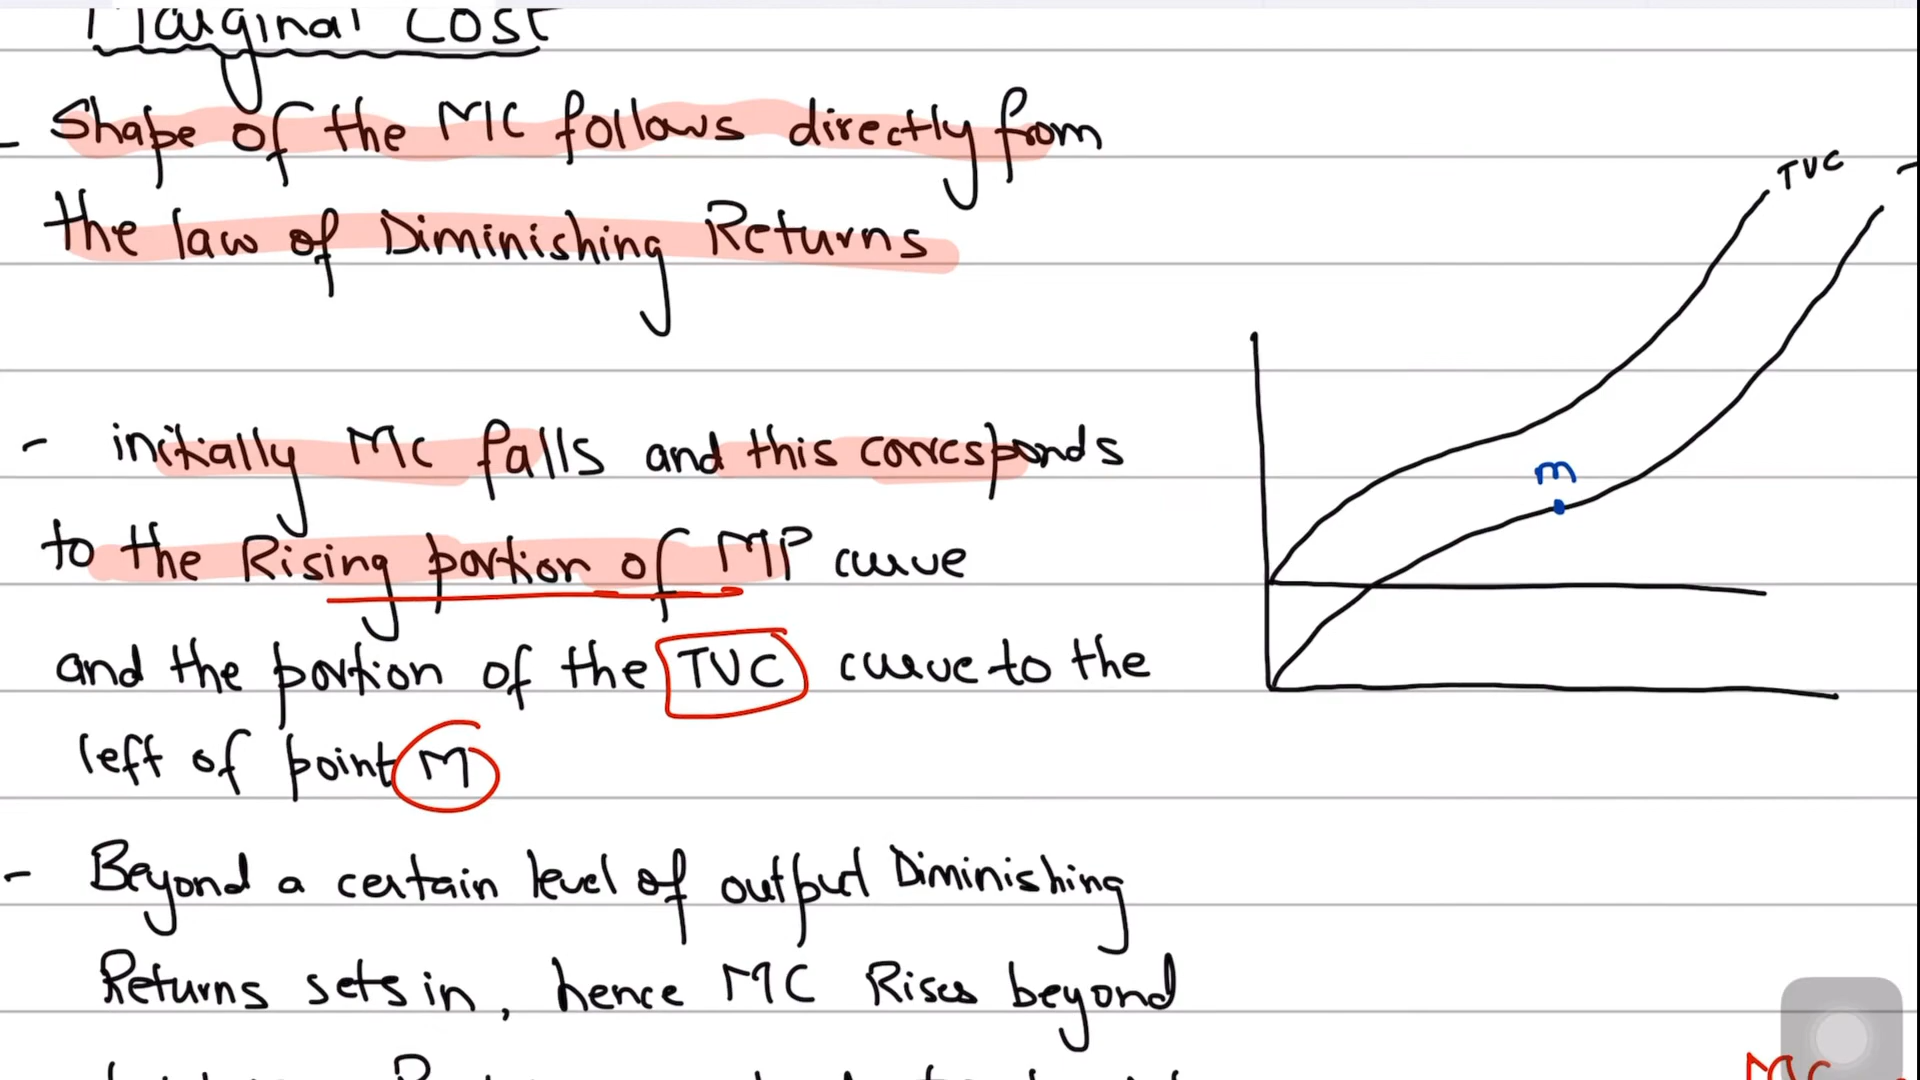 Marginal Cost
- Shape of the MC follows directly from
the law of Diminishing Returns
- initially MC falls and this corresponds
to the Rising portion of MP curve
and the portion of the TVC curve to the
left of point M
- Beyond a certain level of output Diminishing
Returns sets in, hence MC Rises beyond
TVC
m
MC